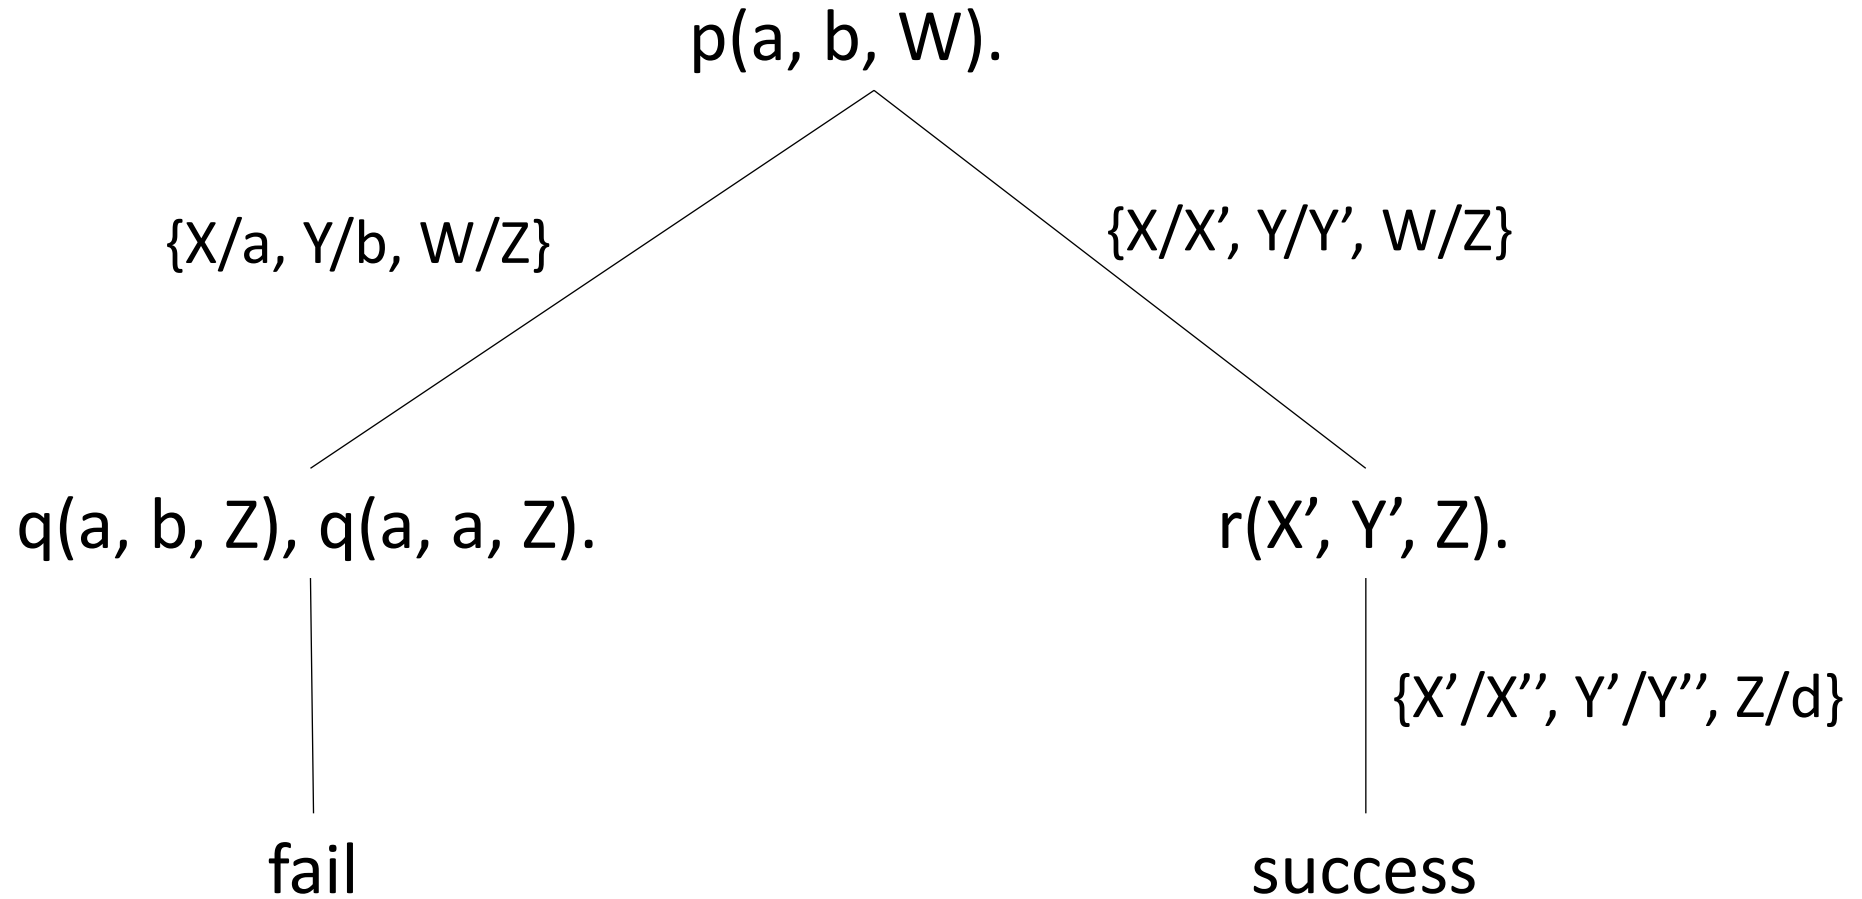 p(a, b, W).
{X/a, Y/b, W/Z}
{X/X’, Y/Y’, W/Z}
q(a, b, Z), q(a, a, Z).
r(X’, Y’, Z).
{X’/X’’, Y’/Y’’, Z/d}
fail
success